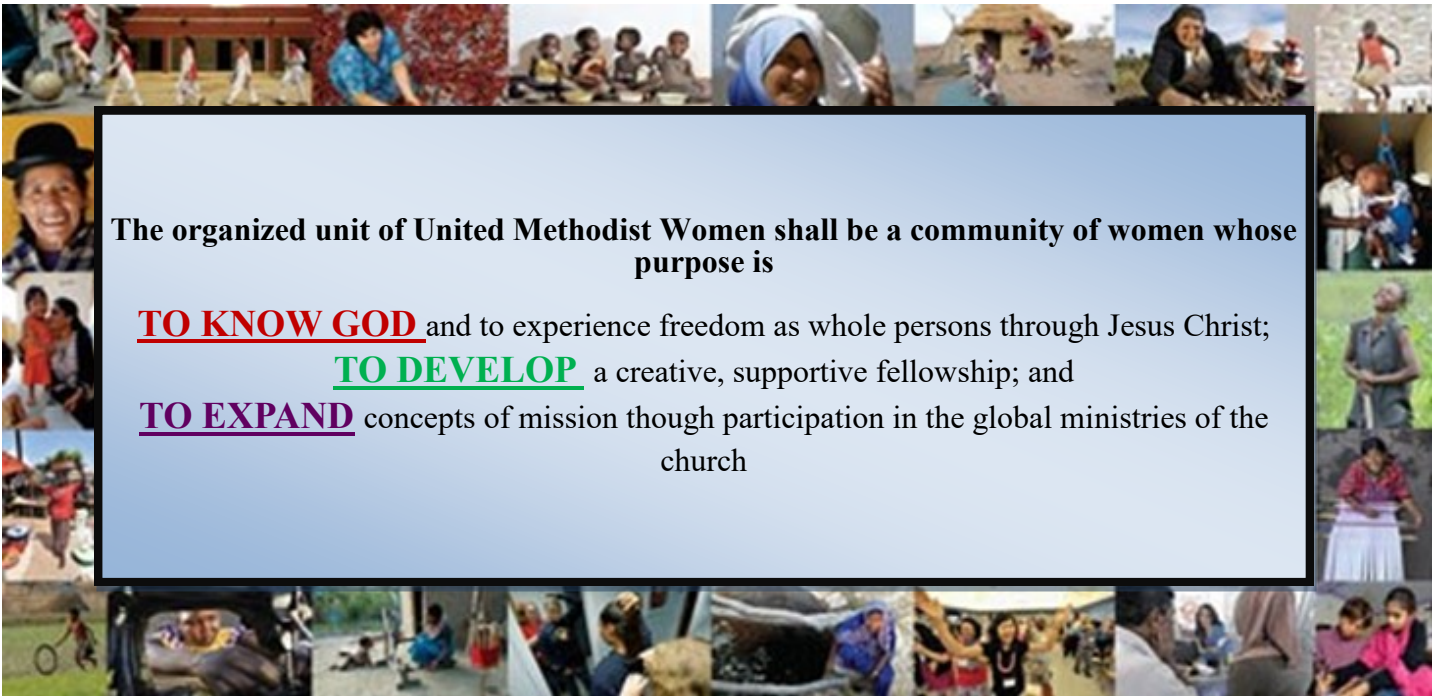 The organized unit of United Methodist Women shall be a community of women whose
purpose is
TO KNOW GOD and to experience freedom as whole persons through Jesus Christ;
TO DEVELOP a creative, supportive fellowship; and
TO EXPAND concepts of mission though participation in the global ministries of the
church